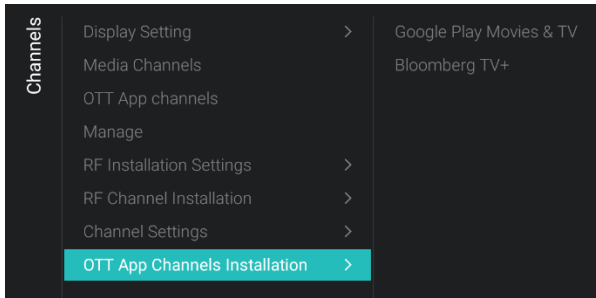 Channels
Display Setting
Media Channels
OTT App channels
Manage
RF Installation Settings
RF Channel Installation
Channel Settings
OTT App Channels Installation
Google Play Movies & TV
Bloomberg TV+